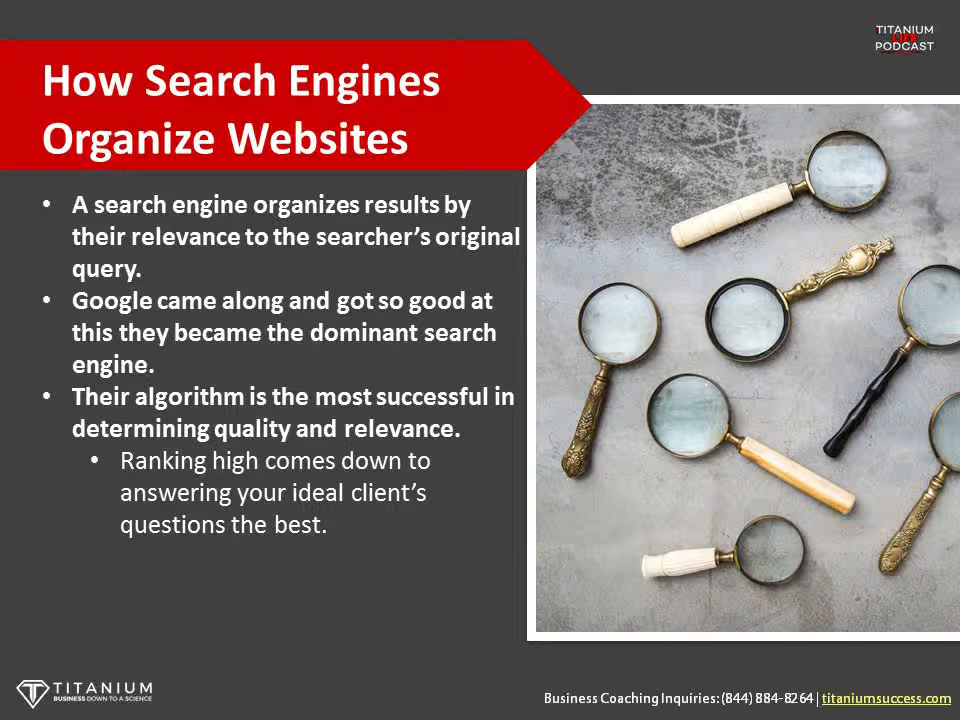 TITANIUM
LIFE
PODCAST
How Search Engines
Organize Websites
• A search engine organizes results by
their relevance to the searcher's original
query.
• Google came along and got so good at
this they became the dominant search
engine.
• Their algorithm is the most successful in
determining quality and relevance.
• Ranking high comes down to
answering your ideal client's
questions the best.
TITANIUM
BUSINESS DOWN TO A SCIENCE
Business Coaching Inquiries: (844) 884-8264 | titaniumsuccess.com